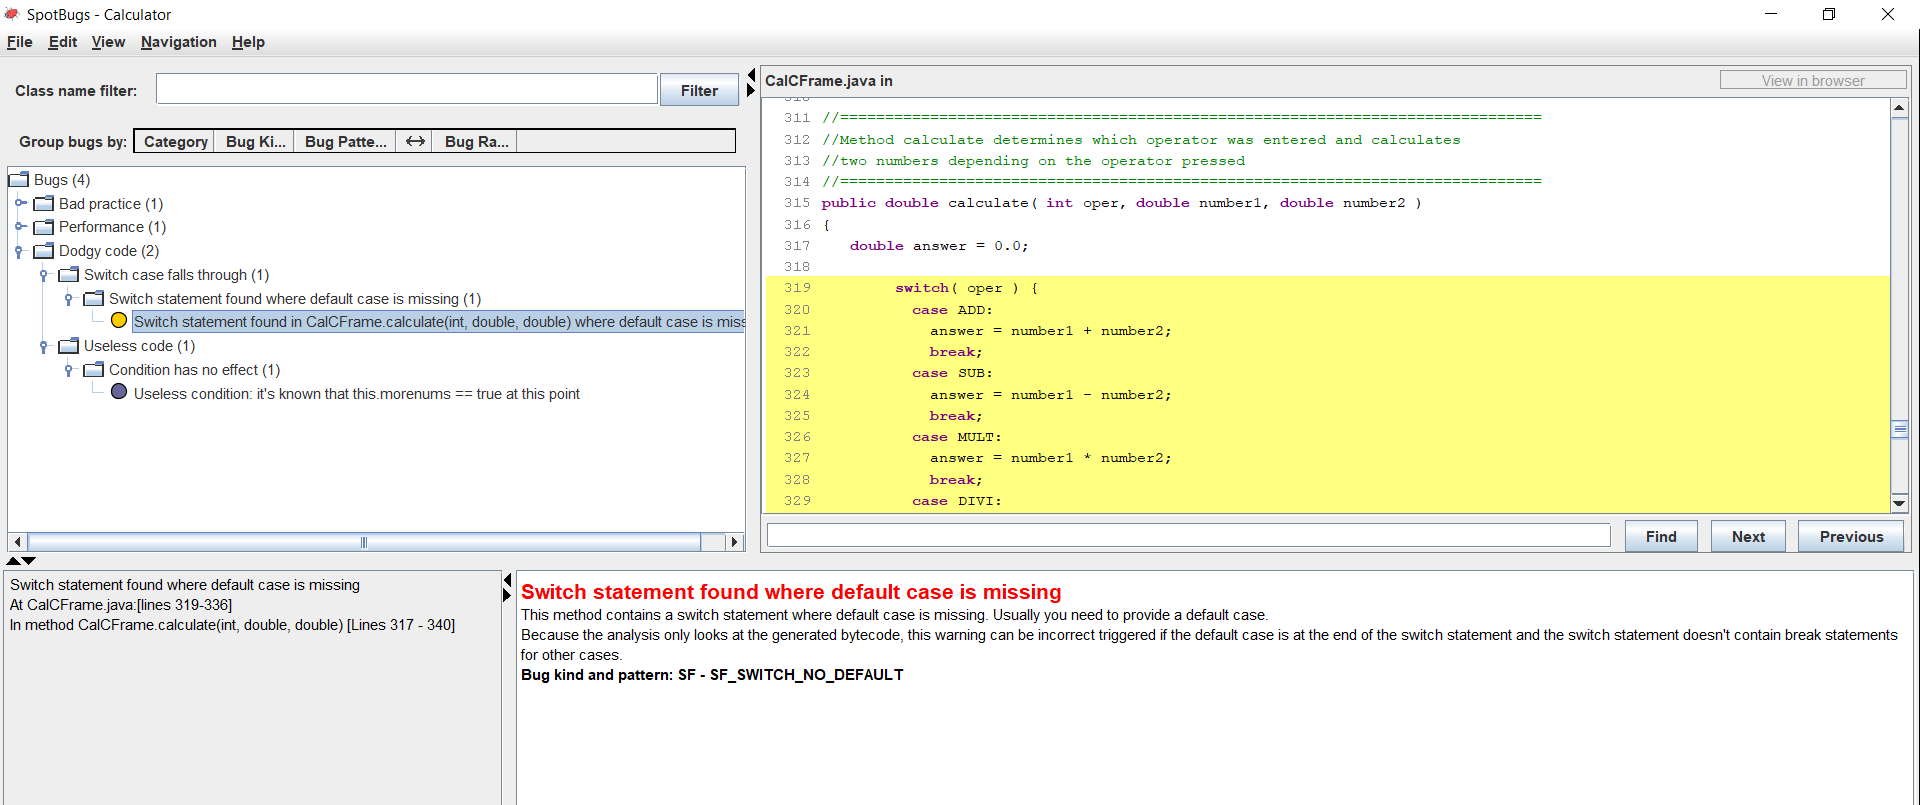 SpotBugs - Calculator
File Edit View Navigation Help
Class name filter:
Filter
Group bugs by: Category Bug Ki... Bug Patte... Bug Ra...
Bugs (4)
Bad practice (1)
Performance (1)
Dodgy code (2)
Switch case falls through (1)
Switch statement found where default case is missing (1)
Switch statement found in CalCFrame.calculate(int, double, double) where default case is miss
Useless code (1)
Condition has no effect (1)
Useless condition: it's known that this.morenums == true at this point
CalCFrame.java in
View in browser
310
311 //==============================================================================
312 //Method calculate determines which operator was entered and calculates
313 //two numbers depending on the operator pressed
314 //==============================================================================
315 public double calculate( int oper, double number1, double number2 )
316 {
317 double answer = 0.0;
318
319 switch( oper ) {
320 case ADD:
321 answer = number1 + number2;
322 break;
323 case SUB:
324 answer = number1 - number2;
325 break;
326 case MULT:
327 answer = number1 * number2;
328 break;
329 case DIVI:
Find Next Previous
Switch statement found where default case is missing
At CalCFrame.java:[lines 319-336]
In method CalCFrame.calculate(int, double, double) [Lines 317 - 340]
Switch statement found where default case is missing
This method contains a switch statement where default case is missing. Usually you need to provide a default case.
Because the analysis only looks at the generated bytecode, this warning can be incorrect triggered if the default case is at the end of the switch statement and the switch statement doesn't contain break statements
for other cases.
Bug kind and pattern: SF - SF_SWITCH_NO_DEFAULT